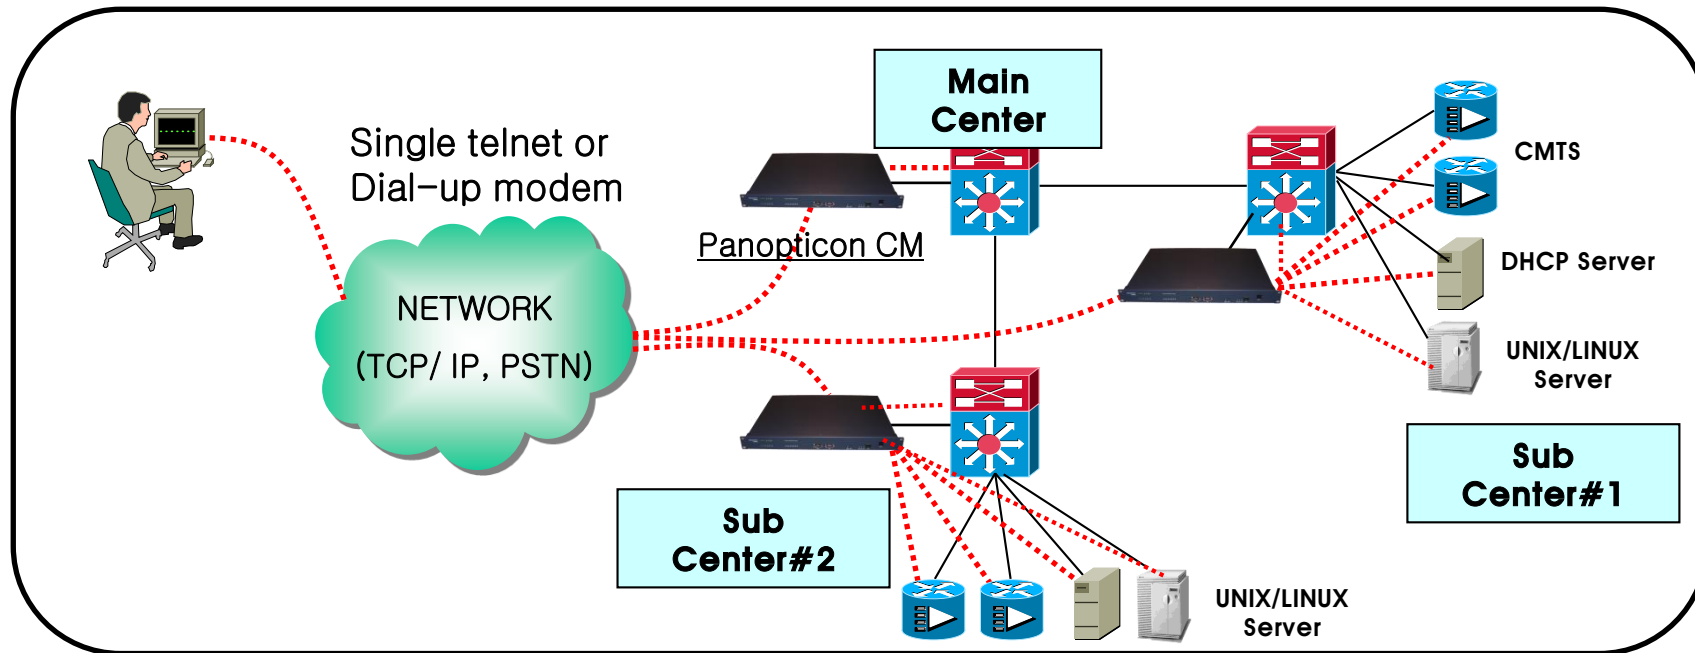 Main
Center
Single telnet or
Dial-up modem
CMTS
Panopticon CM
DHCP Server
NETWORK
(TCP/ IP, PSTN)
UNIX/LINUX
Server
Sub
Center#1
Sub
Center#2
UNIX/LINUX
Server